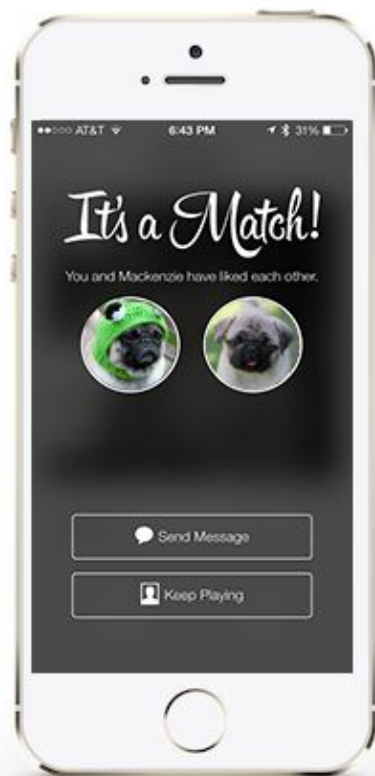 AT&T 6:43 PM 31%
It's a Match!
You and Mackenzie have liked each other.
Send Message
Keep Playing